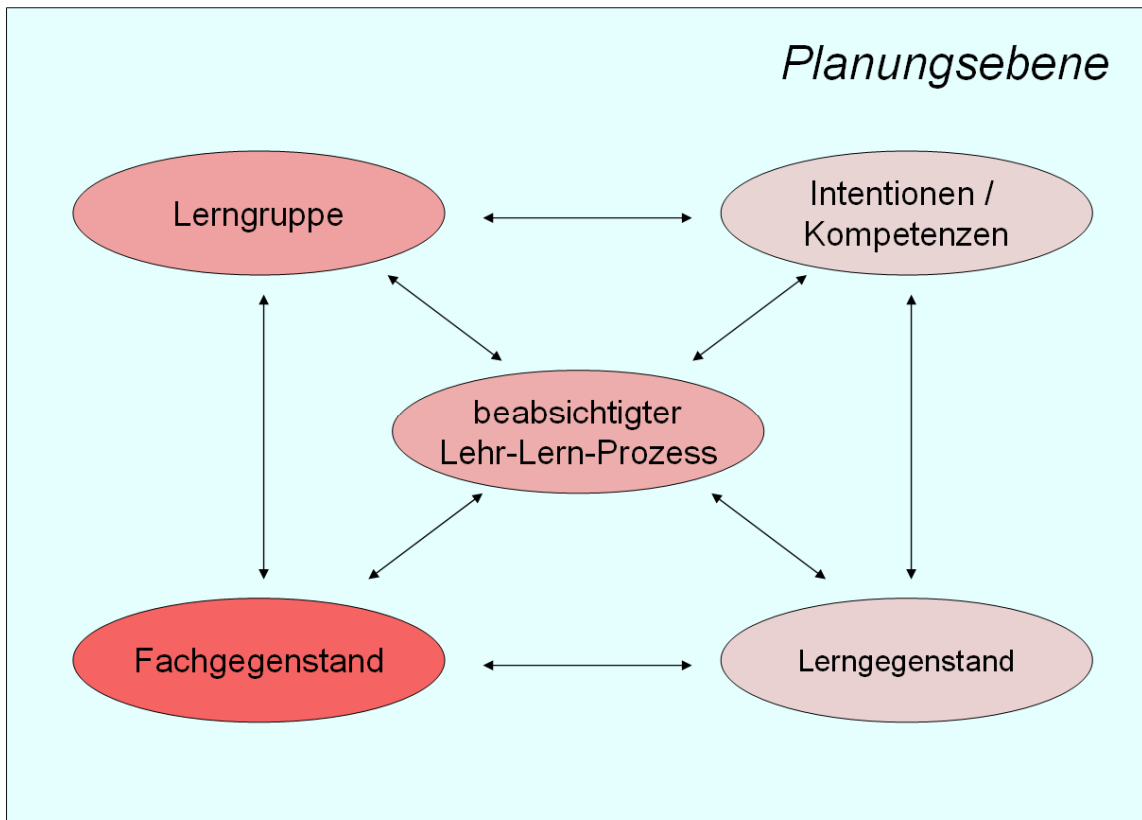 Planungsebene
Lerngruppe
Intentionen /
Kompetenzen
beabsichtigter
Lehr-Lern-Prozess
Fachgegenstand
Lerngegenstand